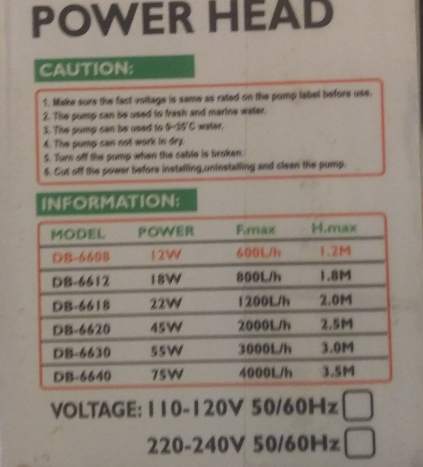 POWER HEAD
CAUTION:
1. Make sure the fact voltage is same as rated on the pump label before use.
2. The pump can be used to fresh and marine water.
3. The pump can be used to 5-35°C water.
4. The pump can not work in dry.
5. Turn off the pump when the cable is broken.
6. Cut off the power before installing,uninstalling and clean the pump.
INFORMATION:
MODEL POWER F.max H.max
DB-6608 12W 600L/h 1.2M
DB-6612 18W 800L/h 1.8M
DB-6618 22W 1200L/h 2.0M
DB-6620 45W 2000L/h 2.5M
DB-6630 55W 3000L/h 3.0M
DB-6640 75W 4000L/h 3.5M
VOLTAGE: 110-120V 50/60Hz
220-240V 50/60Hz